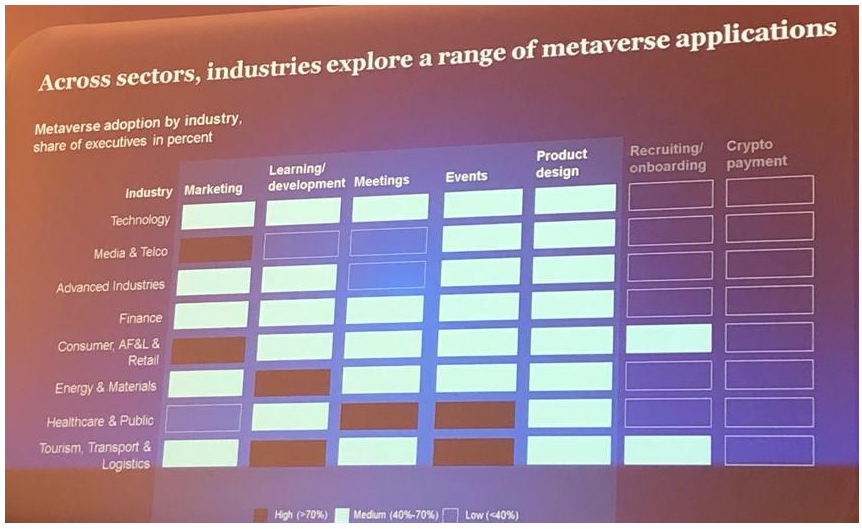 Across sectors, industries explore a range of metaverse applications
Metaverse adoption by industry,
share of executives in percent
Industry
Marketing
Learning/
development
Meetings
Events
Product
design
Recruiting/
onboarding
Crypto
payment
Technology
Media & Telco
Advanced Industries
Finance
Consumer, AF&L &
Retail
Energy & Materials
Healthcare & Public
Tourism, Transport &
Logistics
High (>70%)
Medium (40%-70%)
Low (<40%)